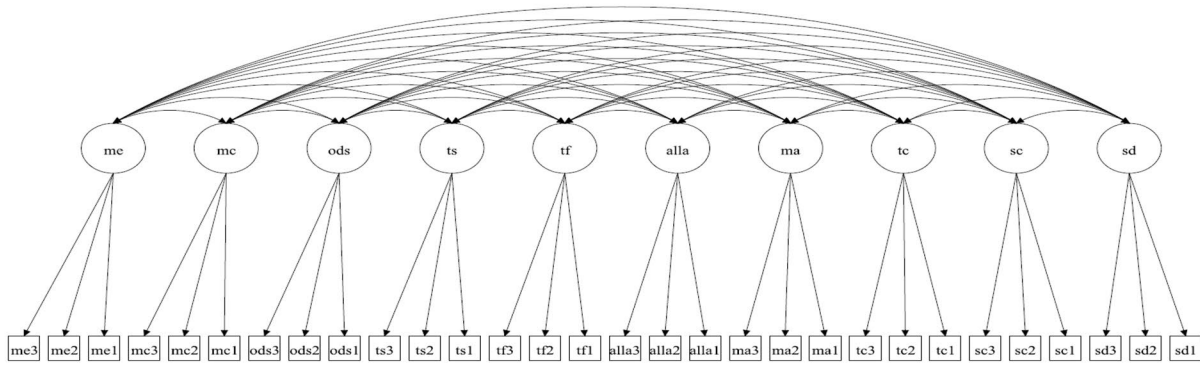 me mc ods ts tf alla ma tc sc sd
me3 me2 me1 mc3 mc2 mc1 ods3 ods2 ods1 ts3 ts2 ts1 tf3 tf2 tf1 alla3 alla2 alla1 ma3 ma2 ma1 tc3 tc2 tc1 sc3 sc2 sc1 sd3 sd2 sd1